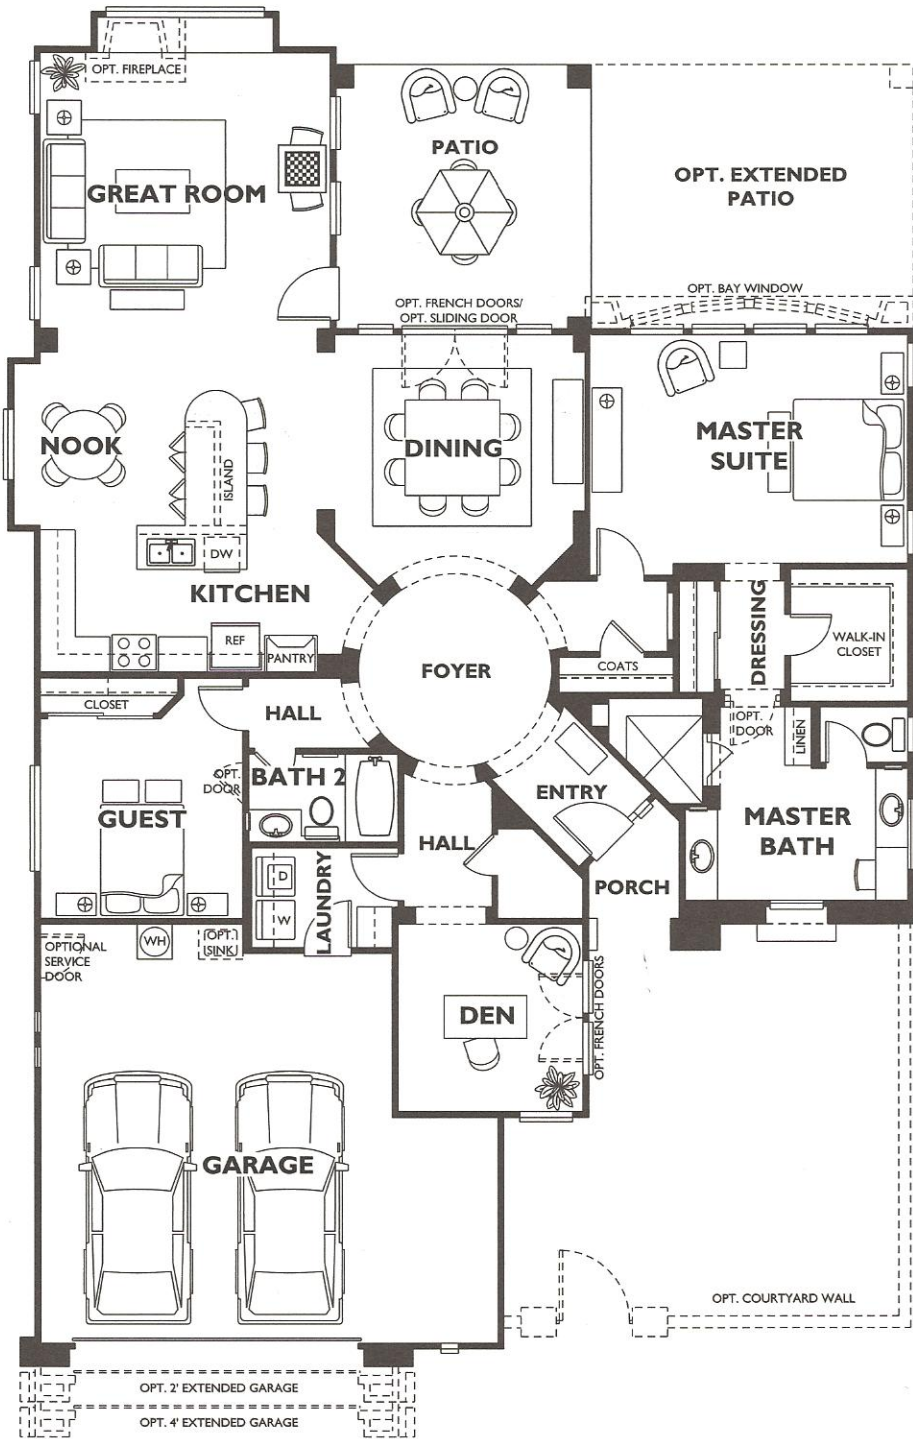 OPT. FIREPLACE
GREAT ROOM
PATIO
OPT. EXTENDED
PATIO
OPT. BAY WINDOW
OPT. FRENCH DOORS/
OPT. SLIDING DOOR
NOOK
ISLAND
DINING
MASTER
SUITE
DW
KITCHEN
REF
PANTRY
FOYER
COATS
DRESSING
WALK-IN
CLOSET
CLOSET
HALL
OPT.
DOOR
LINEN
OPT.
DOOR
BATH 2
ENTRY
GUEST
MASTER
BATH
HALL
LAUNDRY
D
W
PORCH
OPTIONAL
SERVICE
DOOR
WH
OPT.
SINK
DEN
OPT. FRENCH DOORS
GARAGE
OPT. COURTYARD WALL
OPT. 2' EXTENDED GARAGE
OPT. 4' EXTENDED GARAGE